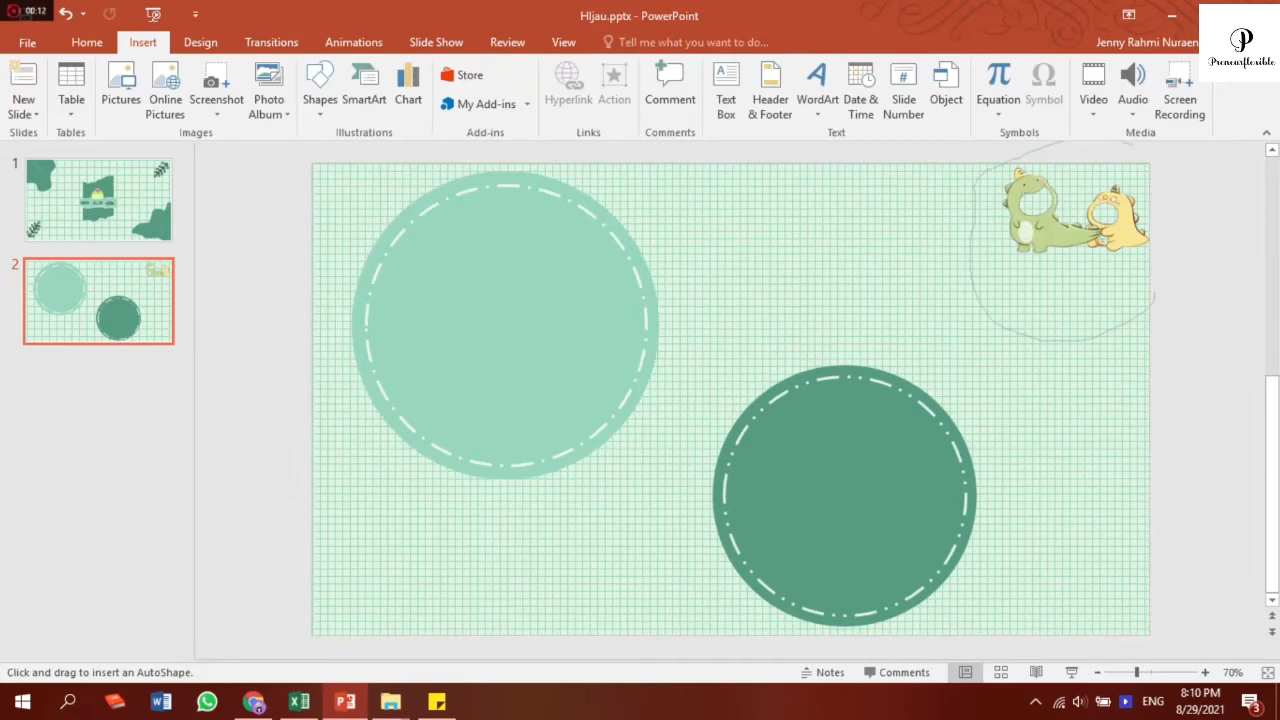 00:12
HIjau.pptx - PowerPoint
File Home Insert Design Transitions Animations Slide Show Review View Tell me what you want to do... Jenny Rahmi Nuraen
P
Preneurflexible
New Slide
Table
Pictures
Online Pictures
Screenshot
Photo Album
Shapes
SmartArt
Chart
Store
My Add-ins
Hyperlink
Action
Comment
Text Box
Header & Footer
WordArt
Date & Time
Slide Number
Object
Equation
Symbol
Video
Audio
Screen Recording
Slides Tables Images Illustrations Add-ins Links Comments Text Symbols Media
1
2
Click and drag to insert an AutoShape.
Notes Comments 70%
ENG
8:10 PM
8/29/2021
3